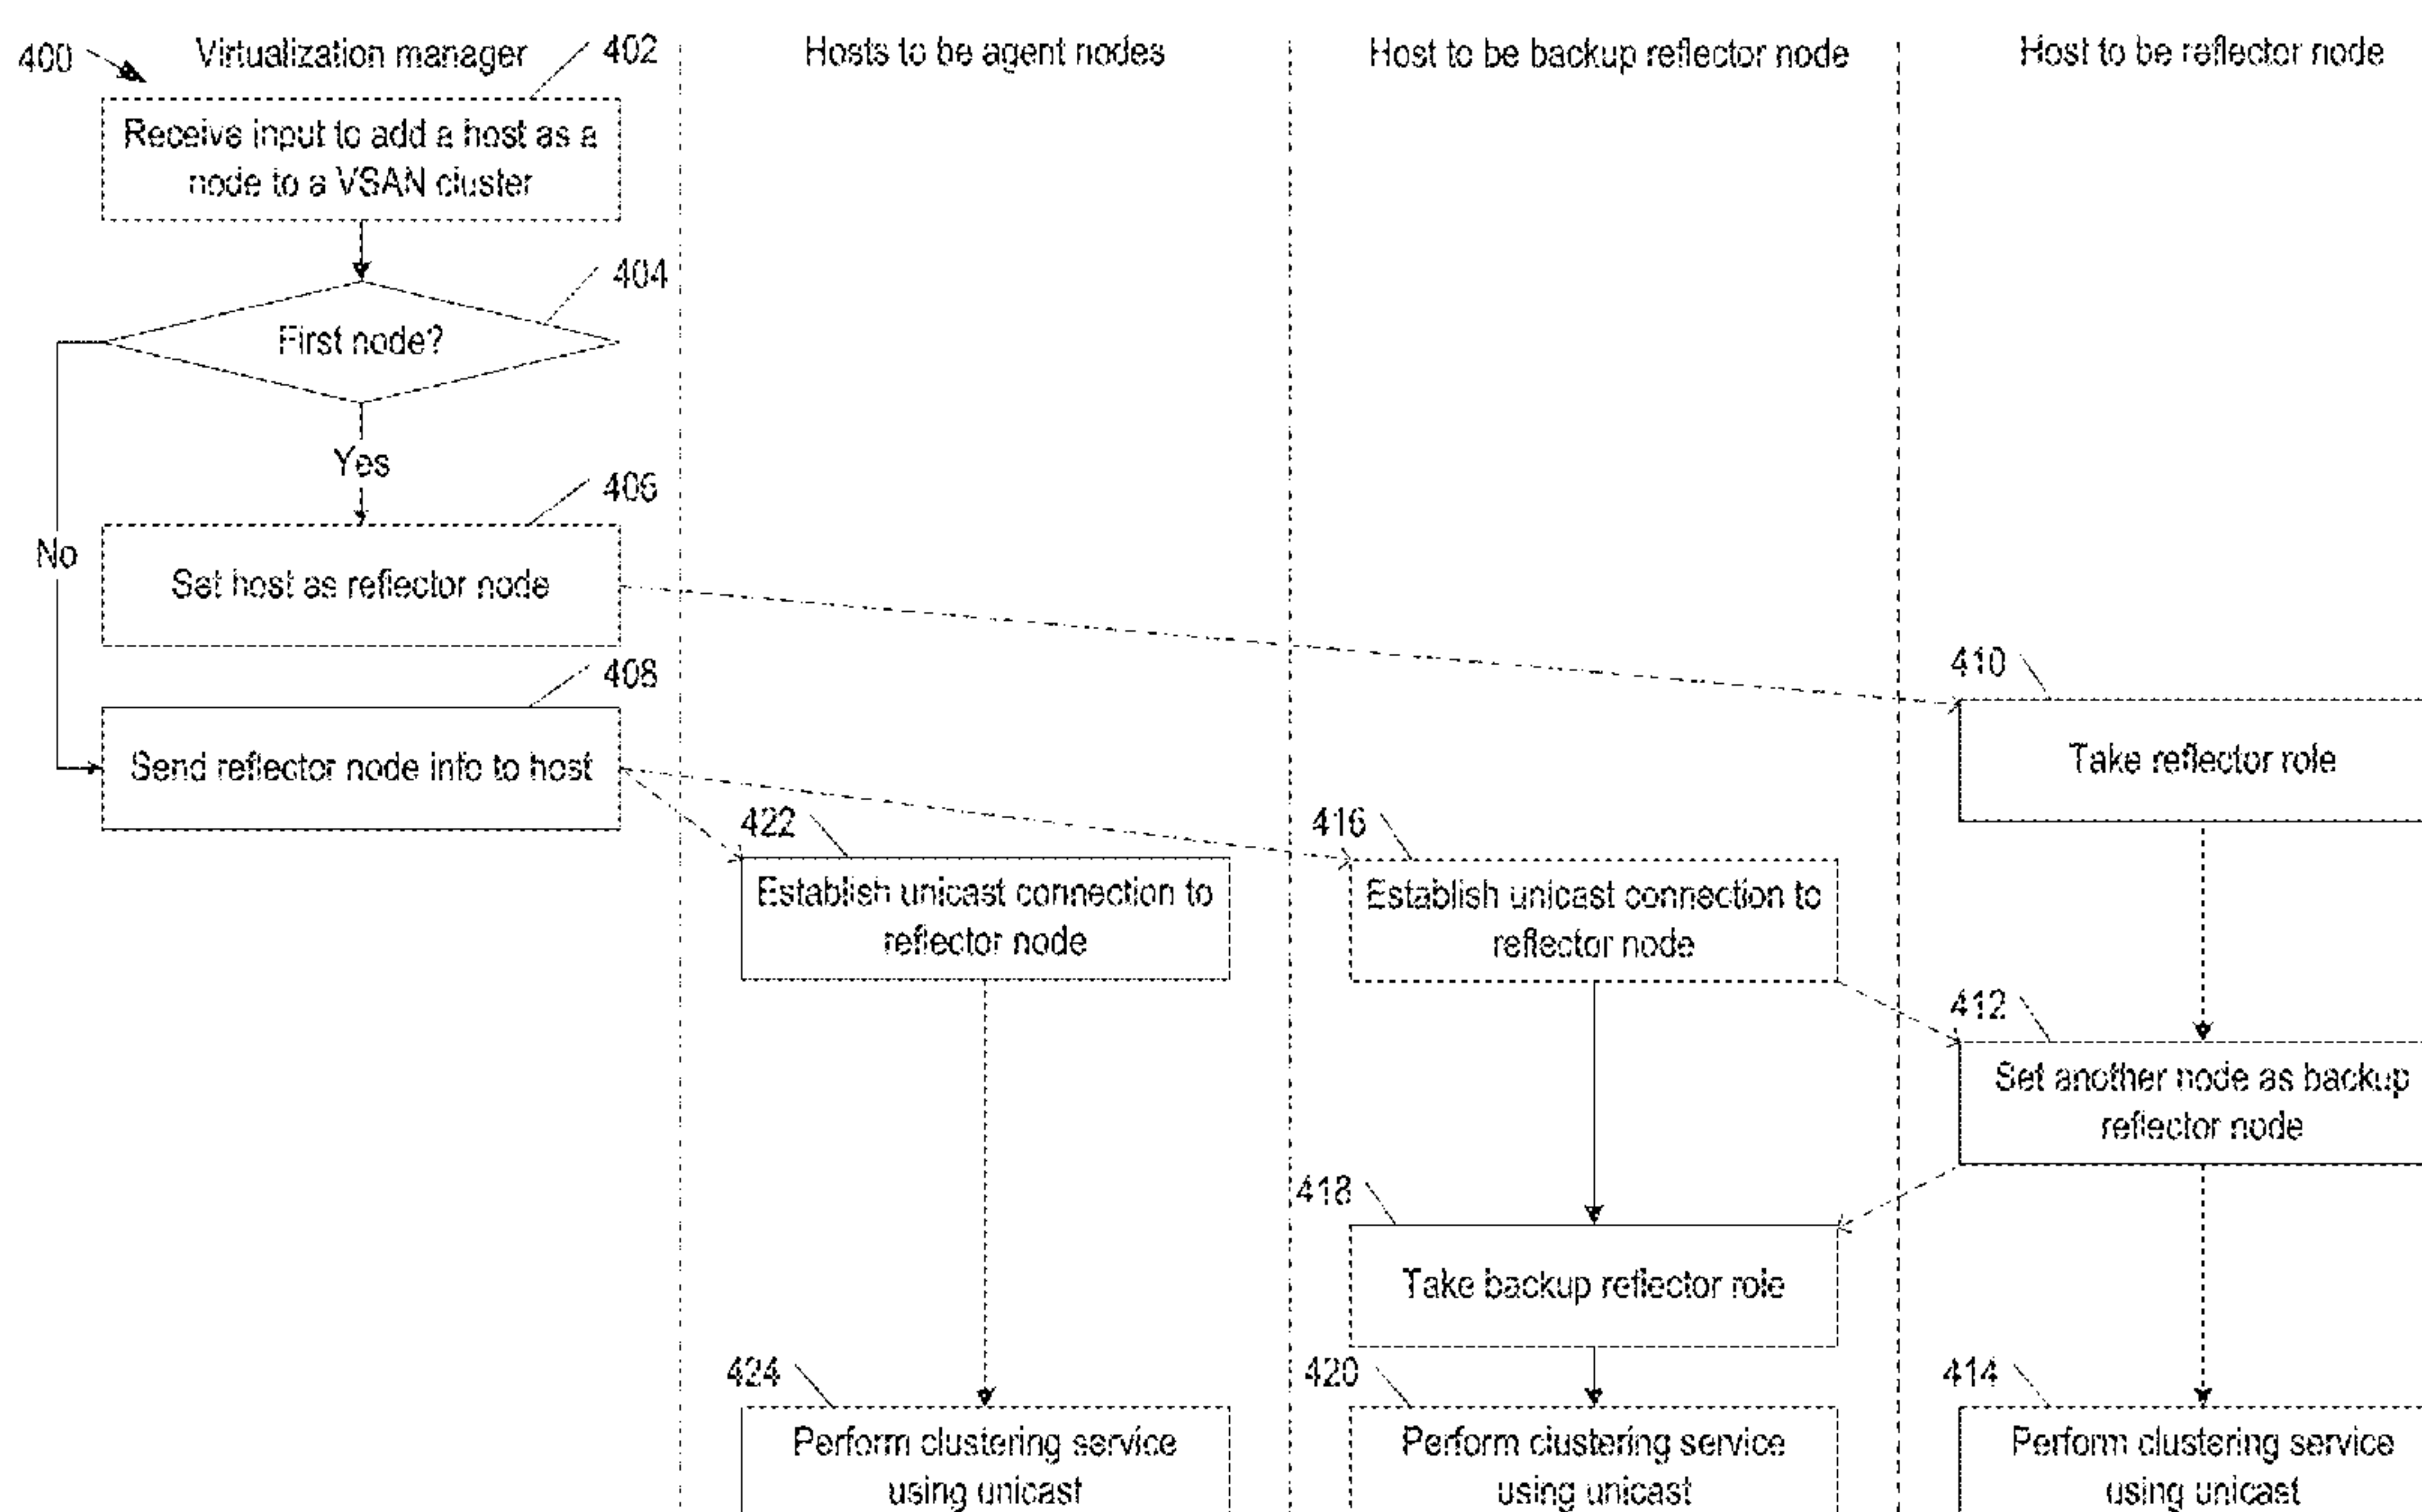 400
Virtualization manager
402
Hosts to be agent nodes
Host to be backup reflector node
Host to be reflector node
Receive input to add a host as a
node to a VSAN cluster
404
First node?
Yes
No
406
Set host as reflector node
408
Send reflector node info to host
410
Take reflector role
422
Establish unicast connection to
reflector node
416
Establish unicast connection to
reflector node
412
Set another node as backup
reflector node
418
Take backup reflector role
424
Perform clustering service
using unicast
420
Perform clustering service
using unicast
414
Perform clustering service
using unicast